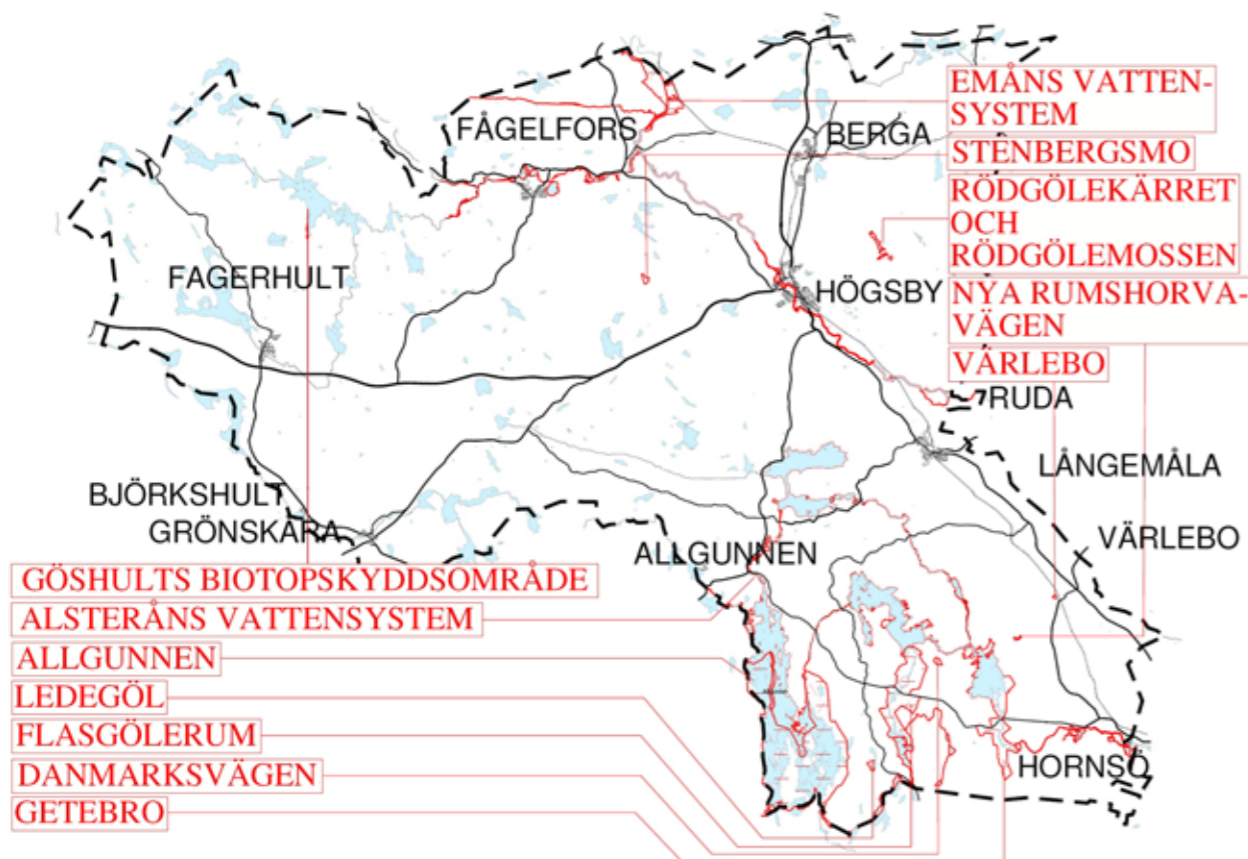 EMÅNS VATTEN-
SYSTEM
FÅGELFORS
BERGA
STENBERGSMO
RÖDGÖLEKÄRRET
OCH
RÖDGÖLEMOSSEN
FAGERHULT
HÖGSBY
NYA RUMSHORVA-
VÄGEN
VÄRLEBO
RUDA
LÅNGEMÅLA
BJÖRKSHULT
GRÖNSKÅRA
VÄRLEBO
ALLGUNNEN
GÖSHULTS BIOTOPSKYDDSOMRÅDE
ALSTERÅNS VATTENSYSTEM
ALLGUNNEN
LEDEGÖL
FLASGÖLERUM
DANMARKSVÄGEN
HORNSÖ
GETEBRO